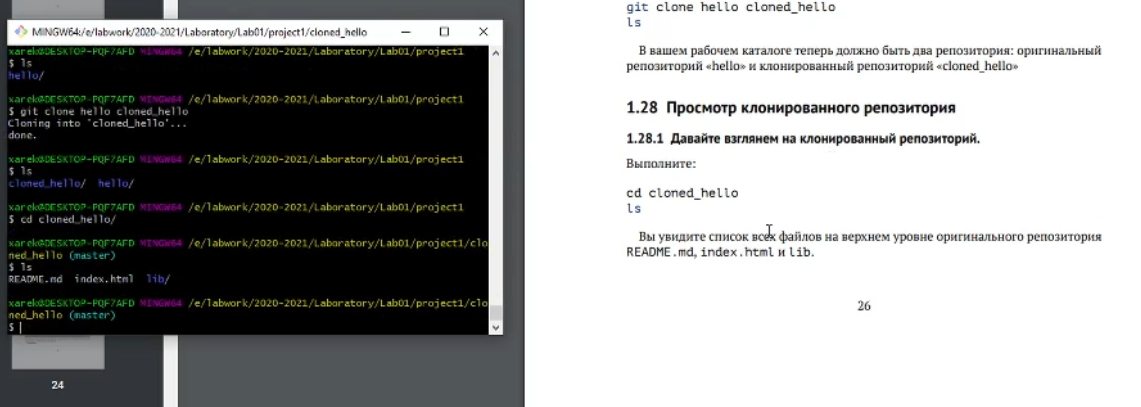 MINGW64:/e/labwork/2020-2021/Laboratory/Lab01/project1/cloned_hello
xarek@DESKTOP-PQF7AFD MINGW64 /e/labwork/2020-2021/Laboratory/Lab01/project1
$ ls
hello/
xarek@DESKTOP-PQF7AFD MINGW64 /e/labwork/2020-2021/Laboratory/Lab01/project1
$ git clone hello cloned_hello
Cloning into 'cloned_hello'...
done.
xarek@DESKTOP-PQF7AFD MINGW64 /e/labwork/2020-2021/Laboratory/Lab01/project1
$ ls
cloned_hello/ hello/
xarek@DESKTOP-PQF7AFD MINGW64 /e/labwork/2020-2021/Laboratory/Lab01/project1
$ cd cloned_hello/
xarek@DESKTOP-PQF7AFD MINGW64 /e/labwork/2020-2021/Laboratory/Lab01/project1/clo
ned_hello (master)
$ ls
README.md index.html lib/
xarek@DESKTOP-PQF7AFD MINGW64 /e/labwork/2020-2021/Laboratory/Lab01/project1/clo
ned_hello (master)
$
24
git clone hello cloned_hello
ls
В вашем рабочем каталоге теперь должно быть два репозитория: оригинальный
репозиторий «hello» и клонированный репозиторий «cloned_hello»
1.28 Просмотр клонированного репозитория
1.28.1 Давайте взглянем на клонированный репозиторий.
Выполните:
cd cloned_hello
ls
Вы увидите список всех файлов на верхнем уровне оригинального репозитория
README.md, index.html и lib.
26